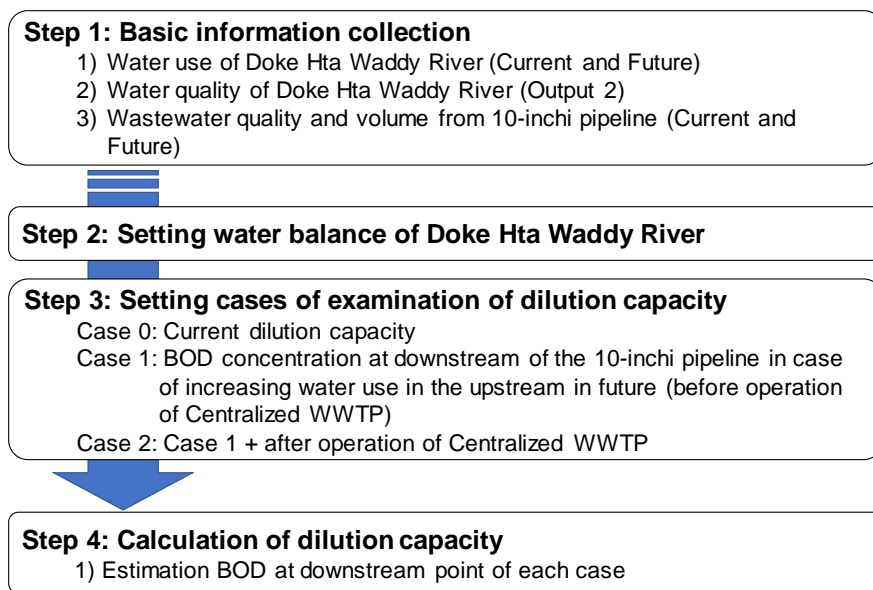 Step 1: Basic information collection
1) Water use of Doke Hta Waddy River (Current and Future)
2) Water quality of Doke Hta Waddy River (Output 2)
3) Wastewater quality and volume from 10-inchi pipeline (Current and
Future)
Step 2: Setting water balance of Doke Hta Waddy River
Step 3: Setting cases of examination of dilution capacity
Case 0: Current dilution capacity
Case 1: BOD concentration at downstream of the 10-inchi pipeline in case
of increasing water use in the upstream in future (before operation
of Centralized WWTP)
Case 2: Case 1 + after operation of Centralized WWTP
Step 4: Calculation of dilution capacity
1) Estimation BOD at downstream point of each case